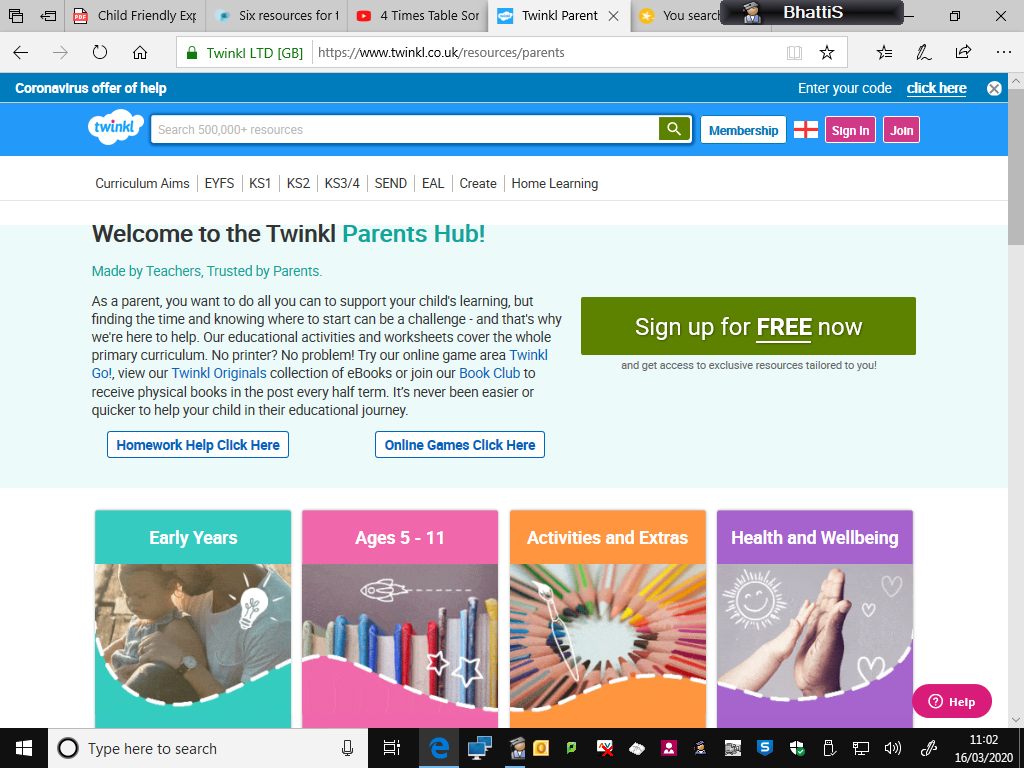 Child Friendly Exp
Six resources for t
4 Times Table Sor
Twinkl Parent
You searc
BhattiS
Twinkl LTD [GB]
https://www.twinkl.co.uk/resources/parents
Coronavirus offer of help
Enter your code click here
twinkl
Search 500,000+ resources
Membership
Sign In
Join
Curriculum Aims
EYFS
KS1
KS2
KS3/4
SEND
EAL
Create
Home Learning
Welcome to the Twinkl Parents Hub!
Made by Teachers, Trusted by Parents.
As a parent, you want to do all you can to support your child's learning, but
finding the time and knowing where to start can be a challenge - and that's why
we're here to help. Our educational activities and worksheets cover the whole
primary curriculum. No printer? No problem! Try our online game area Twinkl
Go!, view our Twinkl Originals collection of eBooks or join our Book Club to
receive physical books in the post every half term. It's never been easier or
quicker to help your child in their educational journey.
Homework Help Click Here
Online Games Click Here
Sign up for FREE now
and get access to exclusive resources tailored to you!
Early Years
Ages 5 - 11
Activities and Extras
Health and Wellbeing
Help
Type here to search
11:02
16/03/2020